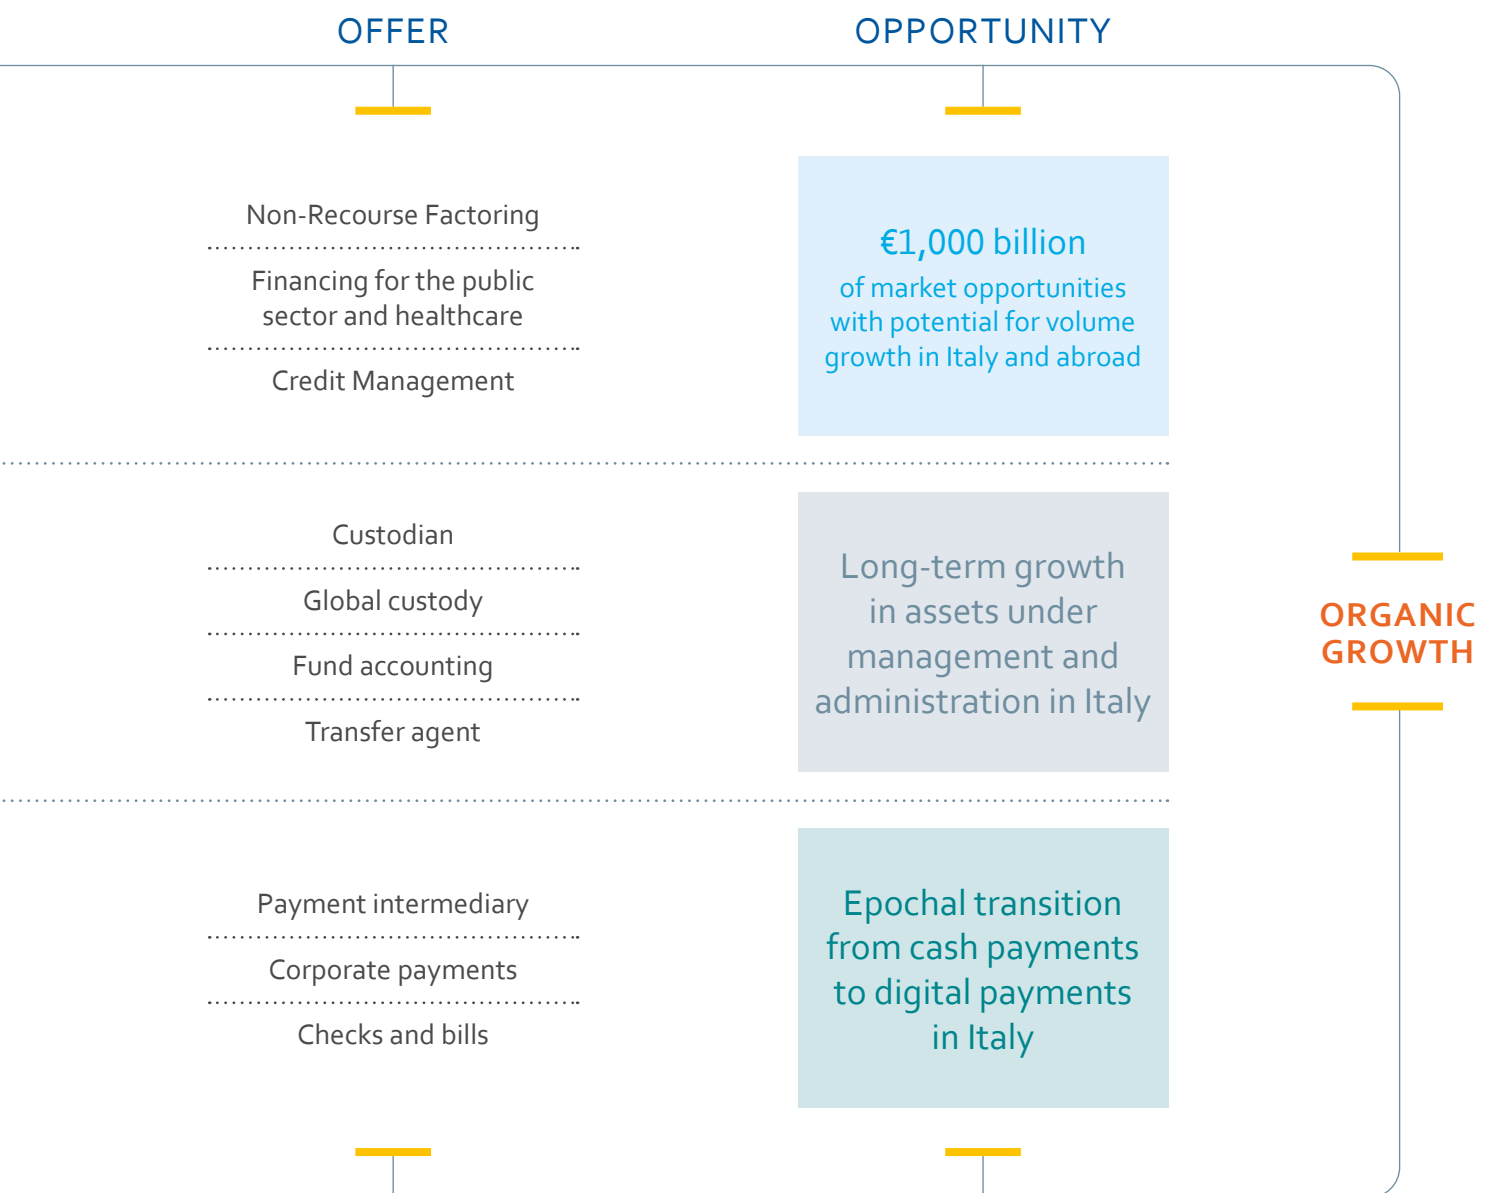 OFFER
OPPORTUNITY
Non-Recourse Factoring
Financing for the public
sector and healthcare
Credit Management
€1,000 billion
of market opportunities
with potential for volume
growth in Italy and abroad
Custodian
Global custody
Fund accounting
Transfer agent
Long-term growth
in assets under
management and
administration in Italy
Payment intermediary
Corporate payments
Checks and bills
Epochal transition
from cash payments
to digital payments
in Italy
ORGANIC
GROWTH